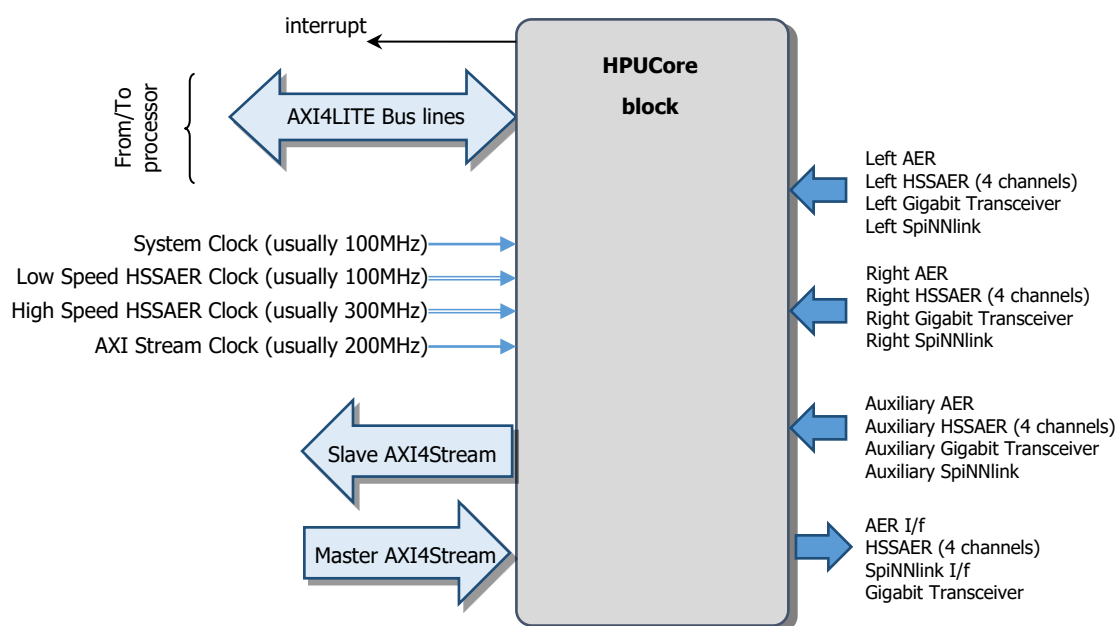 interrupt
HPUCore
block
From/To
processor
AXI4LITE Bus lines
Left AER
Left HSSAER (4 channels)
Left Gigabit Transceiver
Left SpiNNlink
System Clock (usually 100MHz)
Low Speed HSSAER Clock (usually 100MHz)
High Speed HSSAER Clock (usually 300MHz)
AXI Stream Clock (usually 200MHz)
Right AER
Right HSSAER (4 channels)
Right Gigabit Transceiver
Right SpiNNlink
Slave AXI4Stream
Auxiliary AER
Auxiliary HSSAER (4 channels)
Auxiliary Gigabit Transceiver
Auxiliary SpiNNlink
Master AXI4Stream
AER I/f
HSSAER (4 channels)
SpiNNlink I/f
Gigabit Transceiver